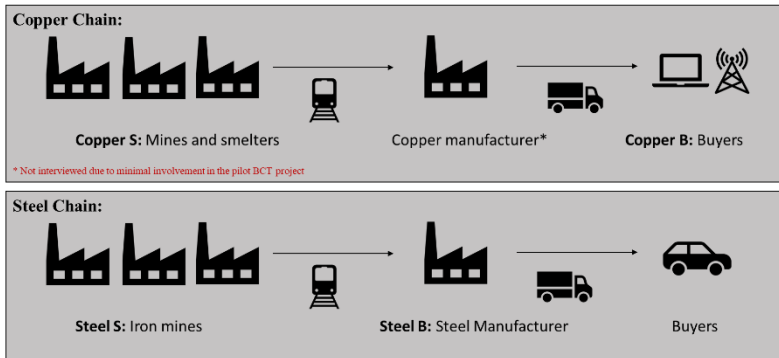 Copper Chain:
Copper S: Mines and smelters
Copper manufacturer*
Copper B: Buyers
* Not interviewed due to minimal involvement in the pilot BCT project
Steel Chain:
Steel S: Iron mines
Steel B: Steel Manufacturer
Buyers